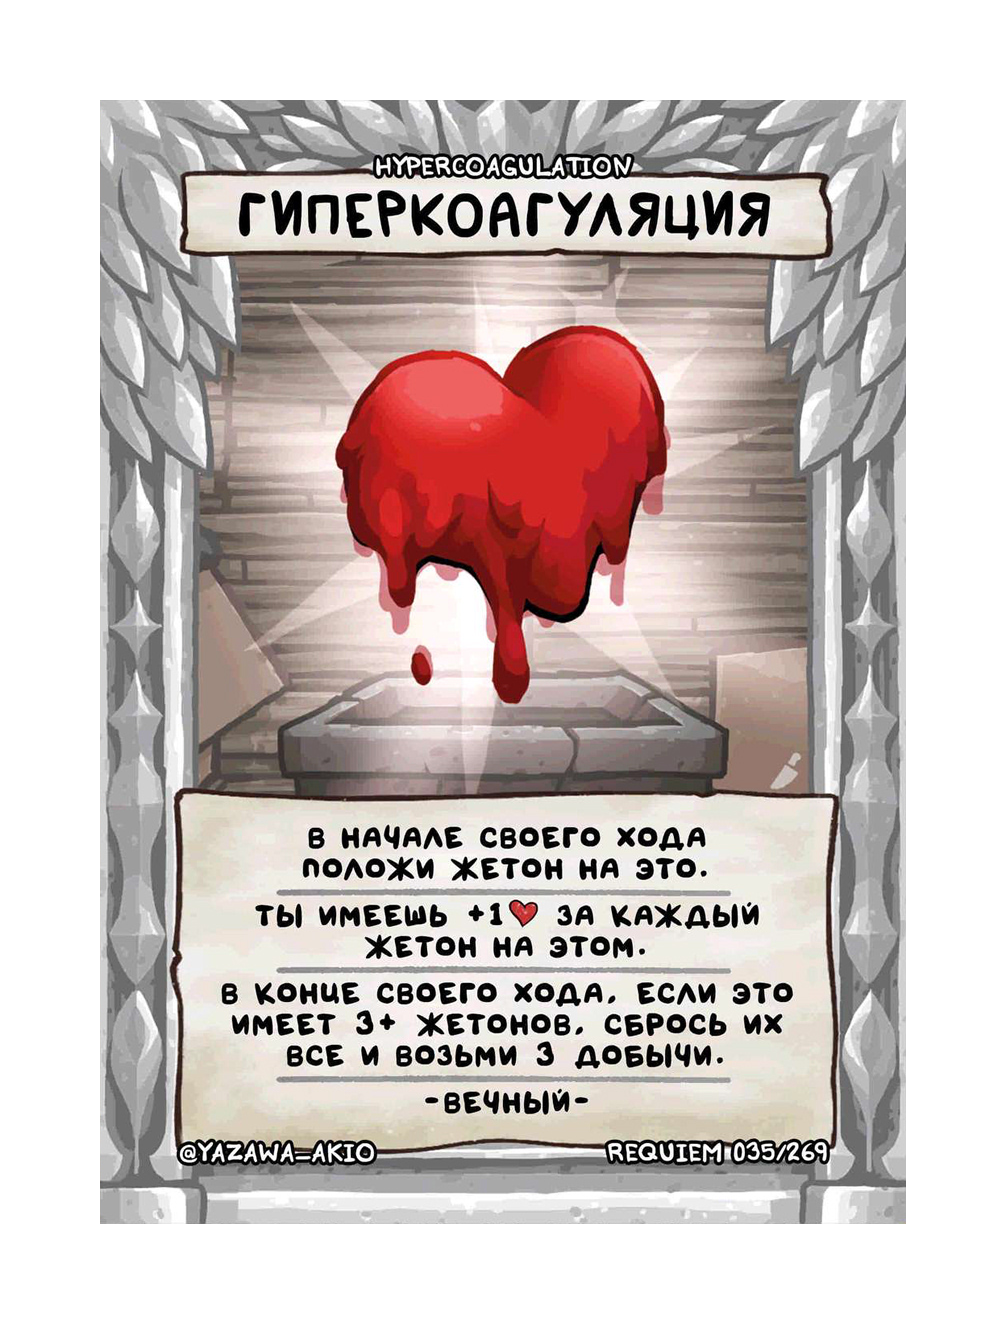 HYPERCOAGULATION
ГИПЕРКОАГУЛЯЦИЯ
В НАЧАЛЕ СВОЕГО ХОДА
ПОЛОЖИ ЖЕТОН НА ЭТО.
ТЫ ИМЕЕШЬ +1❤ ЗА КАЖДЫЙ
ЖЕТОН НА ЭТОМ.
В КОНЦЕ СВОЕГО ХОДА, ЕСЛИ ЭТО
ИМЕЕТ 3+ ЖЕТОНОВ, СБРОСЬ ИХ
ВСЕ И ВОЗЬМИ 3 ДОБЫЧИ.
-ВЕЧНЫЙ-
@YAZAWA_AKIO REQUIEM 035/269